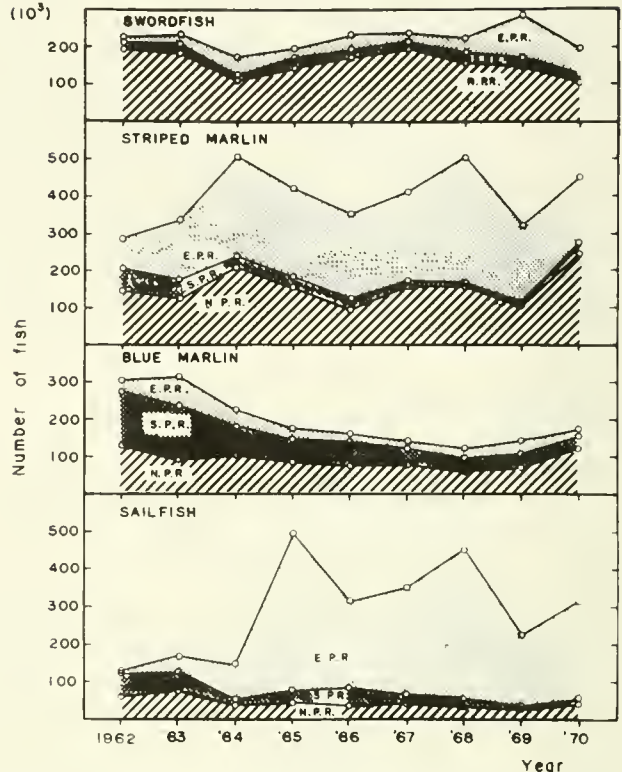 (10³)
SWORDFISH
200
100
E.P.R.
N.P.R.
STRIPED MARLIN
500
400
300
200
100
E.P.R.
S.P.R.
N.P.R.
BLUE MARLIN
300
200
100
E.P.R.
S.P.R.
N.P.R
SAILFISH
500
400
300
200
100
E.P.R
S.P.R.
N.P.R.
Number of fish
1962 '63 '64 '65 '66 '67 '68 '69 '70
Year